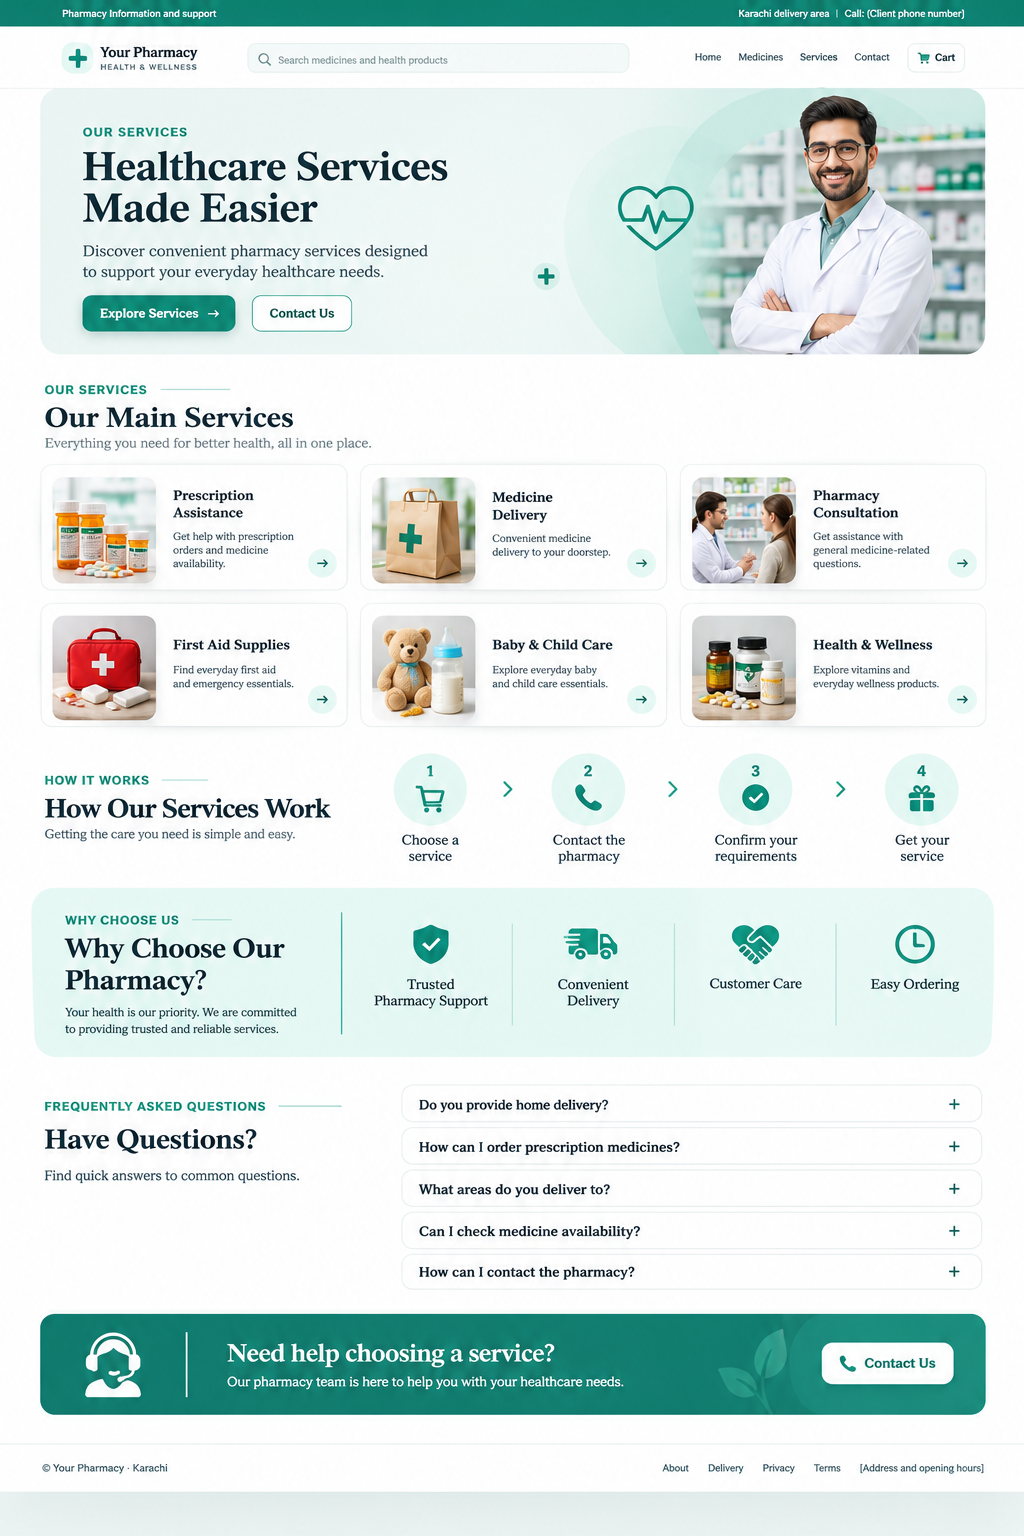 Pharmacy Information and support
Karachi delivery area | Call: (Client phone number]
Your Pharmacy
HEALTH & WELLNESS
Search medicines and health products
Home
Medicines
Services
Contact
Cart
OUR SERVICES
Healthcare Services
Made Easier
Discover convenient pharmacy services designed
to support your everyday healthcare needs.
Explore Services →
Contact Us
OUR SERVICES
Our Main Services
Everything you need for better health, all in one place.
Prescription
Assistance
Get help with prescription
orders and medicine
availability.
Medicine
Delivery
Convenient medicine
delivery to your doorstep.
Pharmacy
Consultation
Get assistance with
general medicine-related
questions.
First Aid Supplies
Find everyday first aid
and emergency essentials.
Baby & Child Care
Explore everyday baby
and child care essentials.
Health & Wellness
Explore vitamins and
everyday wellness products.
HOW IT WORKS
How Our Services Work
Getting the care you need is simple and easy.
1
Choose a
service
2
Contact the
pharmacy
3
Confirm your
requirements
4
Get your
service
WHY CHOOSE US
Why Choose Our
Pharmacy?
Your health is our priority. We are committed
to providing trusted and reliable services.
Trusted
Pharmacy Support
Convenient
Delivery
Customer Care
Easy Ordering
FREQUENTLY ASKED QUESTIONS
Have Questions?
Find quick answers to common questions.
Do you provide home delivery?
How can I order prescription medicines?
What areas do you deliver to?
Can I check medicine availability?
How can I contact the pharmacy?
Need help choosing a service?
Our pharmacy team is here to help you with your healthcare needs.
Contact Us
© Your Pharmacy · Karachi
About
Delivery
Privacy
Terms
[Address and opening hours]